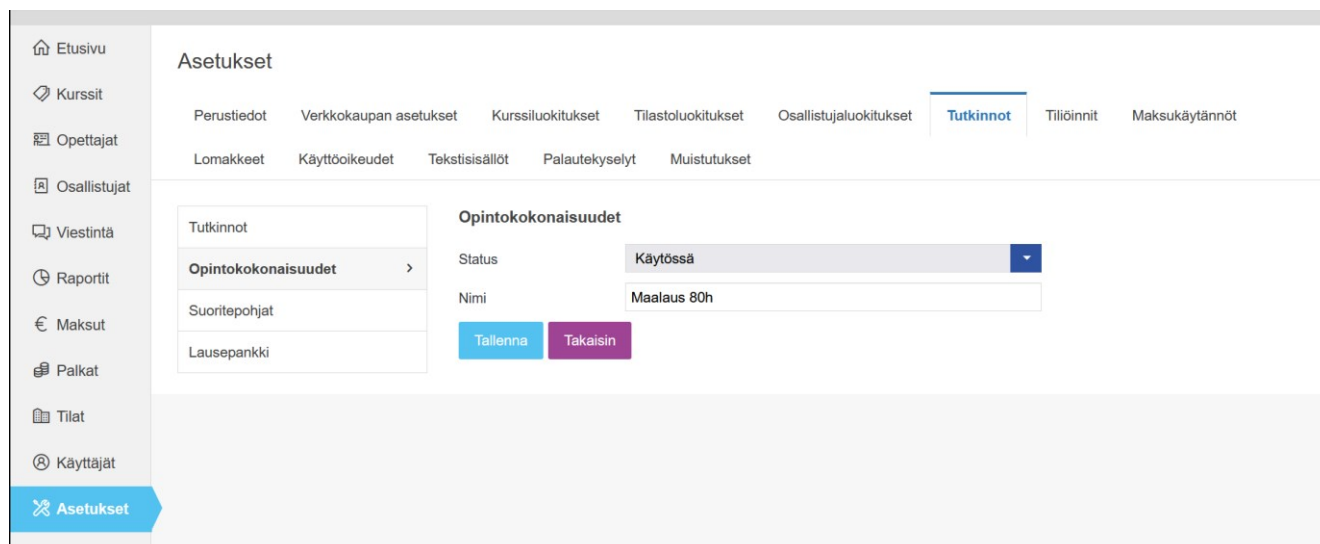 Etusivu
Kurssit
Opettajat
Osallistujat
Viestintä
Raportit
€ Maksut
Palkat
Tilat
Käyttäjät
Asetukset
Asetukset
Perustiedot Verkkokaupan asetukset Kurssiluokitukset Tilastoluokitukset Osallistujaluokitukset Tutkinnot Tiliöinnit Maksukäytännöt
Lomakkeet Käyttöoikeudet Tekstisisällöt Palautekyselyt Muistutukset
Tutkinnot
Opintokokonaisuudet
Suoritepohjat
Lausepankki
Opintokokonaisuudet
Status Käytössä
Nimi Maalaus 80h
Tallenna Takaisin